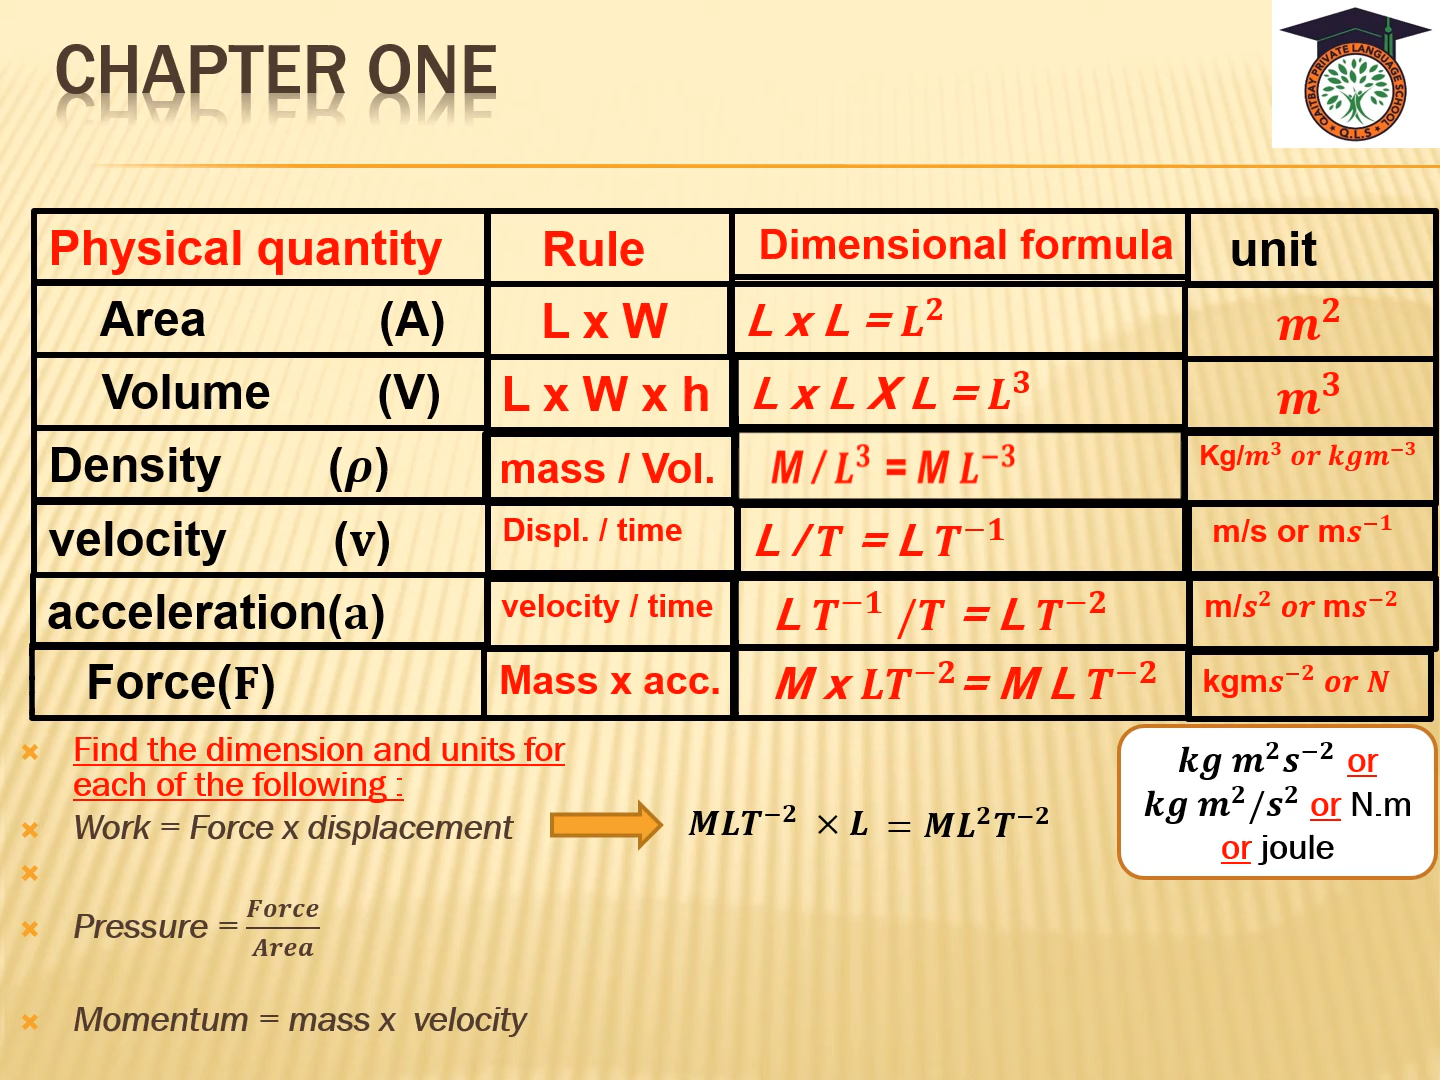 CHAPTER ONE
QAITBAY PRIVATE LANGUAGE SCHOOL
* Q.L.S *
Physical quantity Rule Dimensional formula unit
Area (A) L x W L x L = L² m²
Volume (V) L x W x h L x L X L = L³ m³
Density (ρ) mass / Vol. M / L³ = M L⁻³ Kg/m³ or kgm⁻³
velocity (v) Displ. / time L / T = L T⁻¹ m/s or ms⁻¹
acceleration(a) velocity / time L T⁻¹ /T = L T⁻² m/s² or ms⁻²
Force(F) Mass x acc. M x LT⁻² = M L T⁻² kgms⁻² or N
Find the dimension and units for
each of the following :
Work = Force x displacement MLT⁻² × L = ML²T⁻²
kg m²s⁻² or
kg m²/s² or N.m
or joule
Pressure = Force
Area
Momentum = mass x velocity